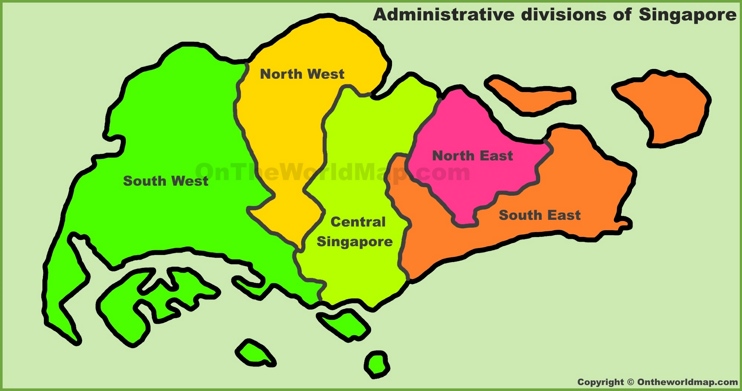 Administrative divisions of Singapore
North West
OnTheWorldMap.com
North East
South West
South East
Central
Singapore
Copyright © Ontheworldmap.com